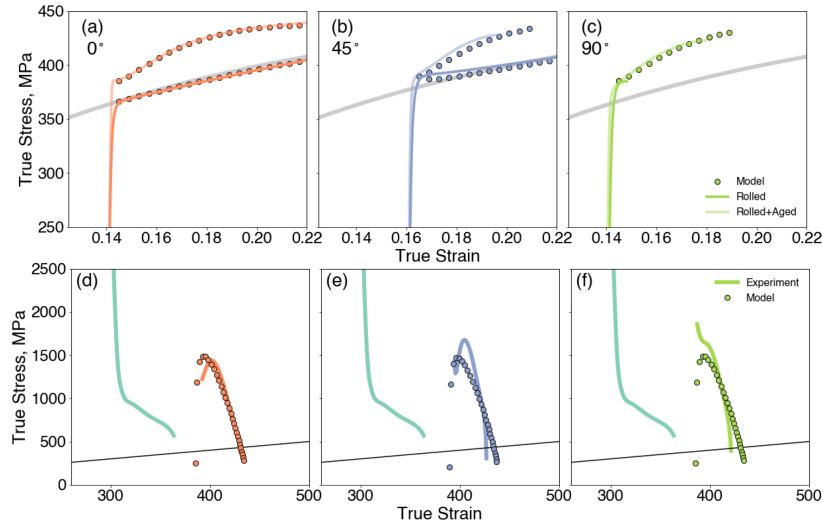 (a)
0°
(b)
45°
(c)
90°
450
400
350
300
250
True Stress, MPa
Model
Rolled
Rolled+Aged
0.14 0.16 0.18 0.20 0.22
0.14 0.16 0.18 0.20 0.22
0.14 0.16 0.18 0.20 0.22
True Strain
(d)
(e)
(f)
2500
2000
1500
1000
500
0
True Stress, MPa
Experiment
Model
300 400 500
300 400 500
300 400 500
True Strain